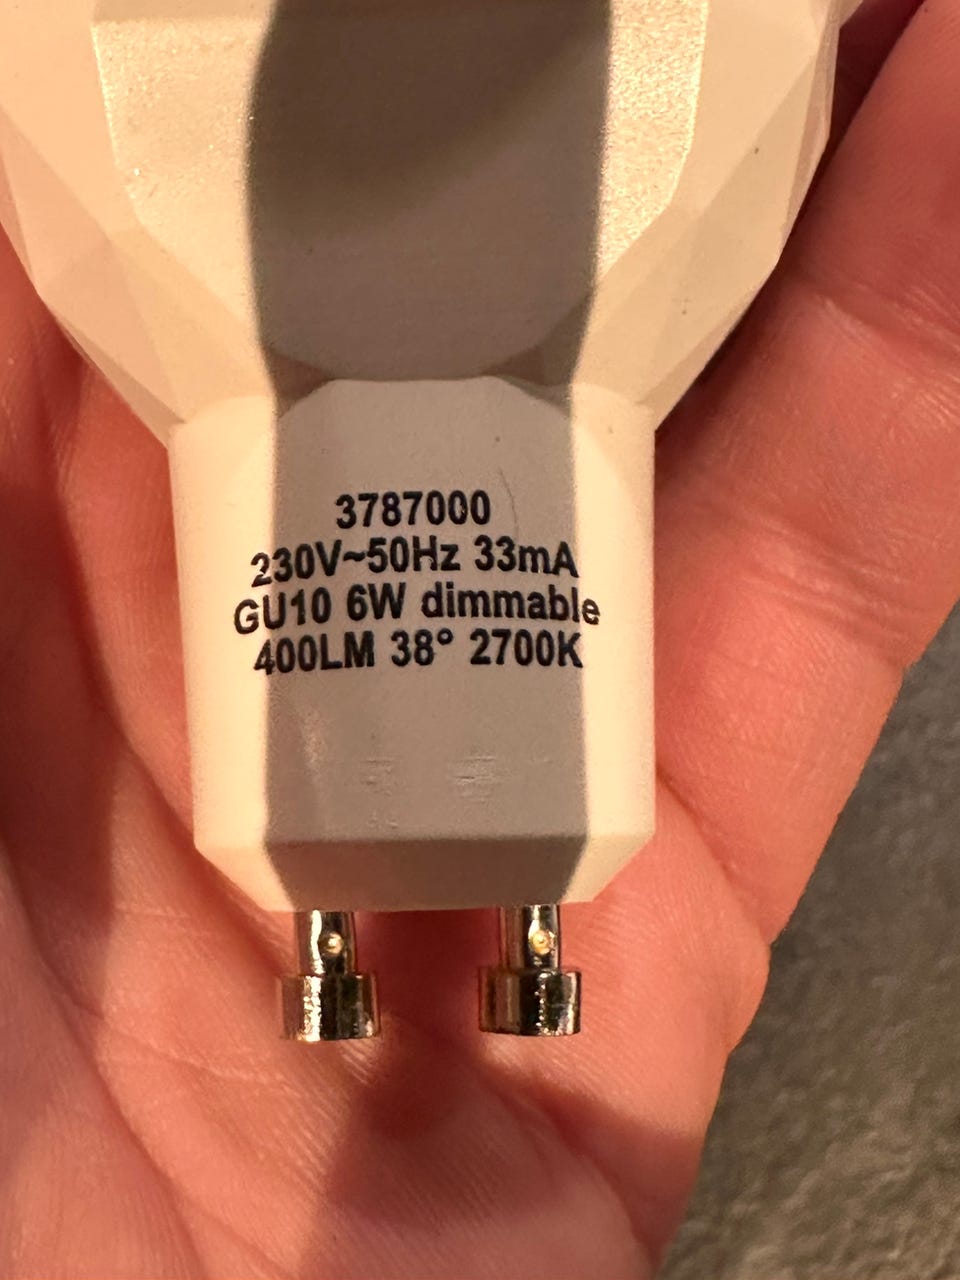 3787000
230V~50Hz 33mA
GU10 6W dimmable
400LM 38° 2700K